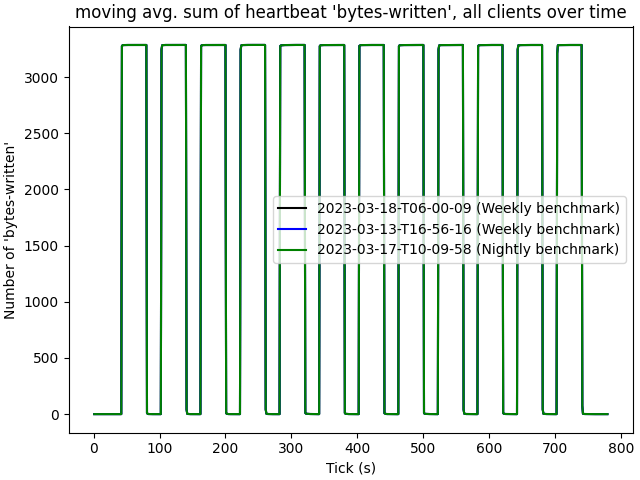 moving avg. sum of heartbeat 'bytes-written', all clients over time
Number of 'bytes-written'
3000
2500
2000
1500
1000
500
0
2023-03-18-T06-00-09 (Weekly benchmark)
2023-03-13-T16-56-16 (Weekly benchmark)
2023-03-17-T10-09-58 (Nightly benchmark)
0 100 200 300 400 500 600 700 800
Tick (s)